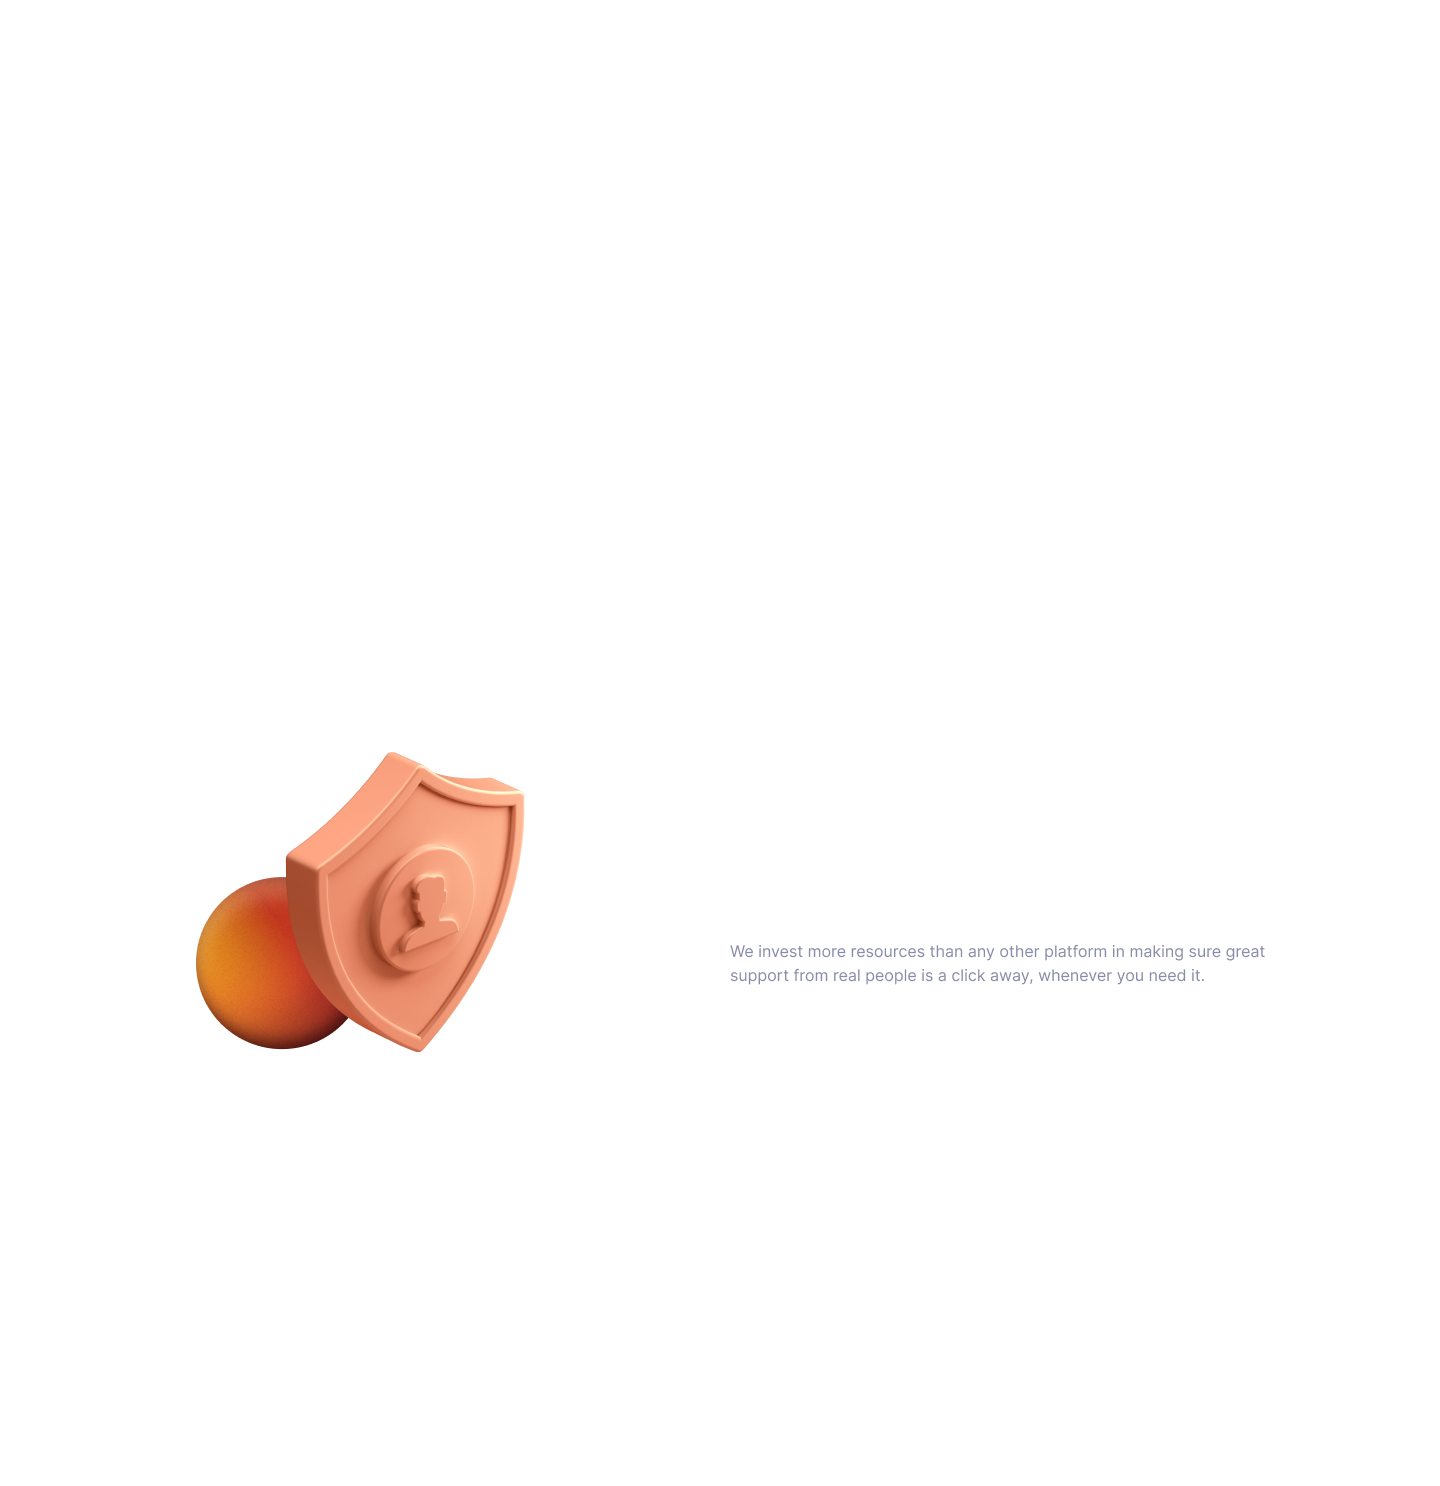 We invest more resources than any other platform in making sure great
support from real people is a click away, whenever you need it.